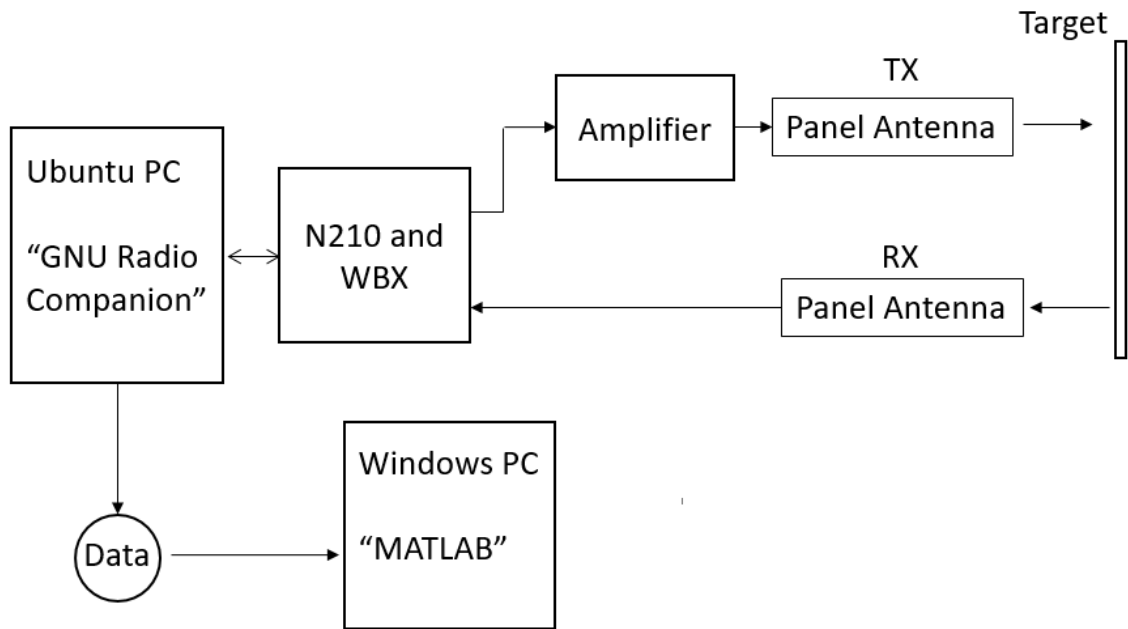 Target
TX
Amplifier
Panel Antenna
Ubuntu PC
“GNU Radio
Companion”
N210 and
WBX
RX
Panel Antenna
Windows PC
“MATLAB”
Data